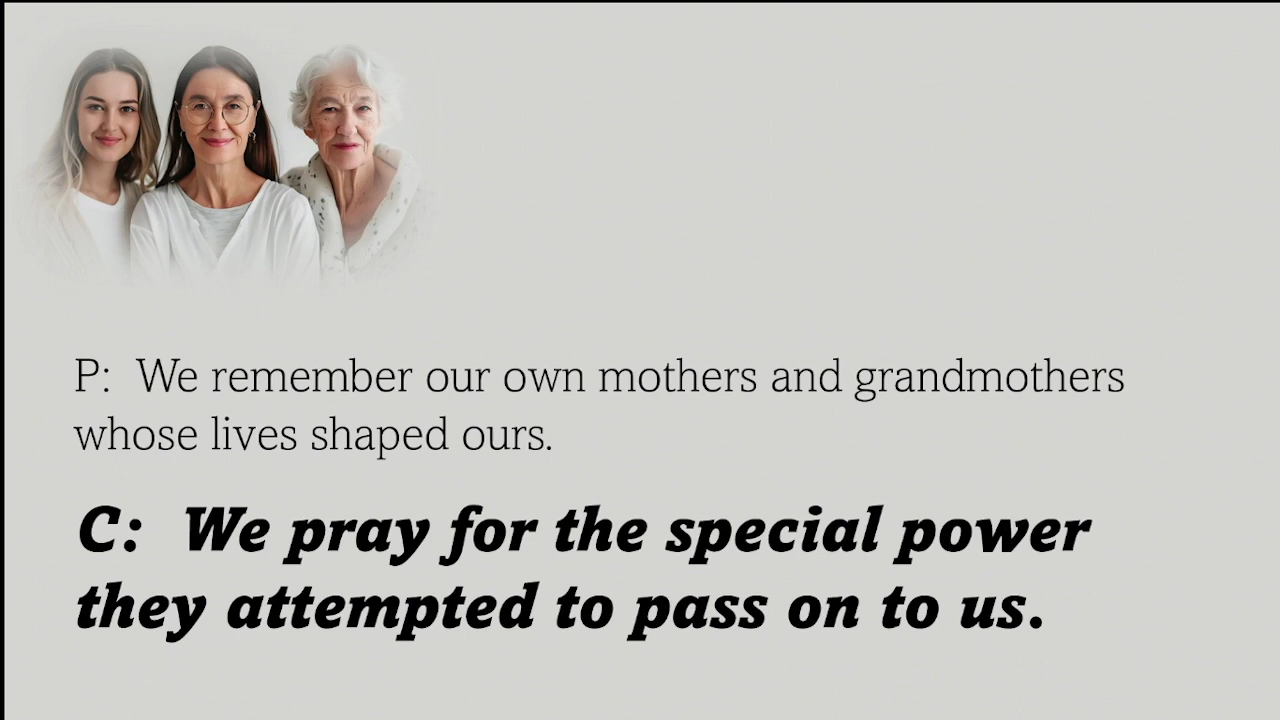 P:  We remember our own mothers and grandmothers
whose lives shaped ours.
C:  We pray for the special power
they attempted to pass on to us.